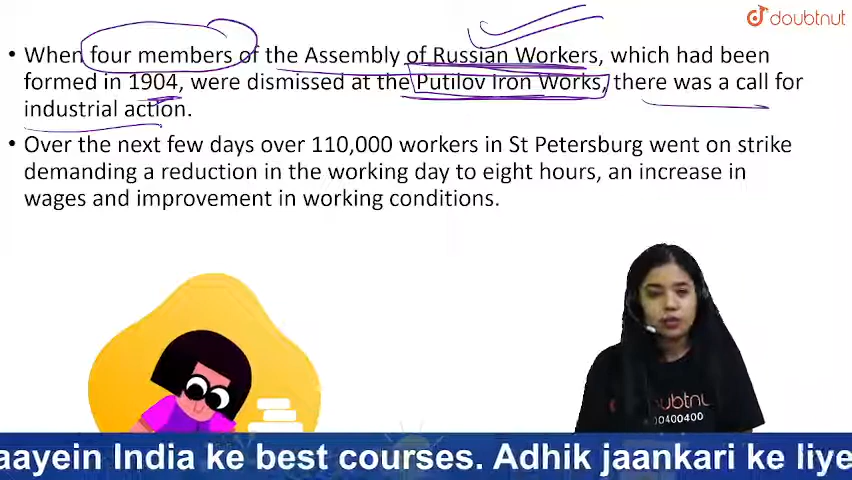 doubtnut
• When four members of the Assembly of Russian Workers, which had been
formed in 1904, were dismissed at the Putilov Iron Works, there was a call for
industrial action.
• Over the next few days over 110,000 workers in St Petersburg went on strike
demanding a reduction in the working day to eight hours, an increase in
wages and improvement in working conditions.
oubtnu
00400400
aayein India ke best courses. Adhik jaankari ke liye